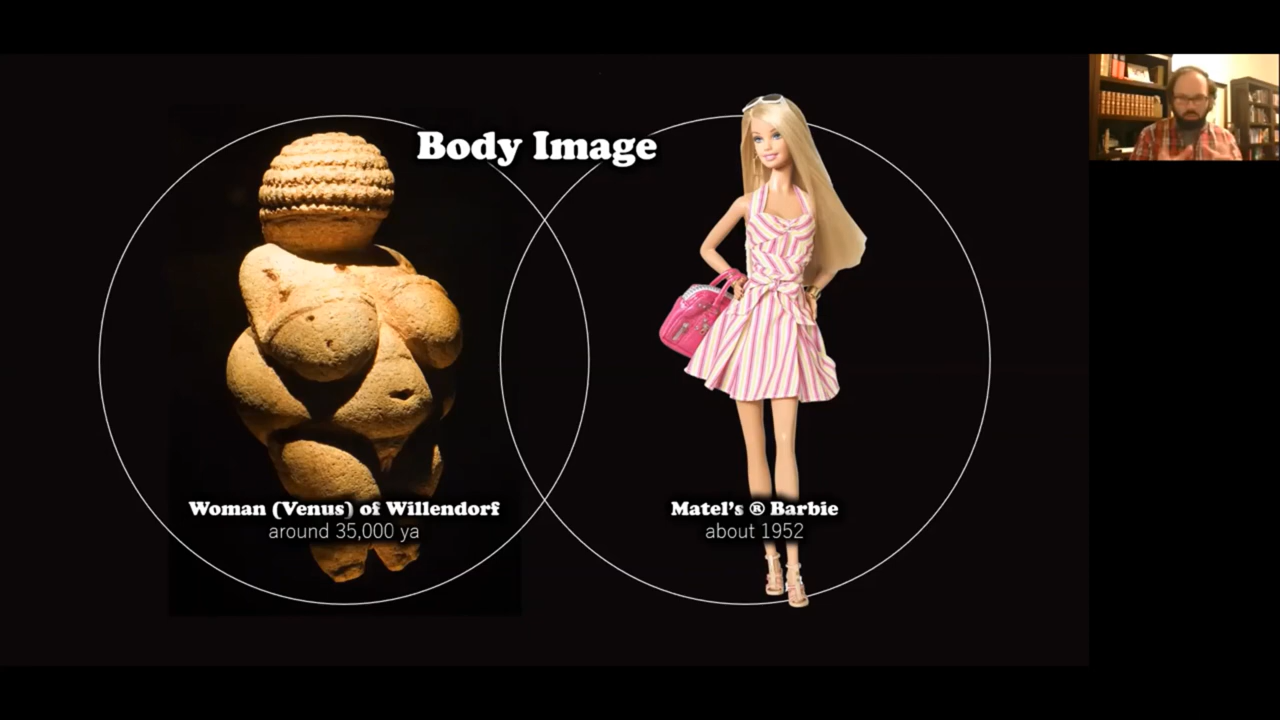 Body Image
Woman (Venus) of Willendorf
around 35,000 ya
Matel's ® Barbie
about 1952